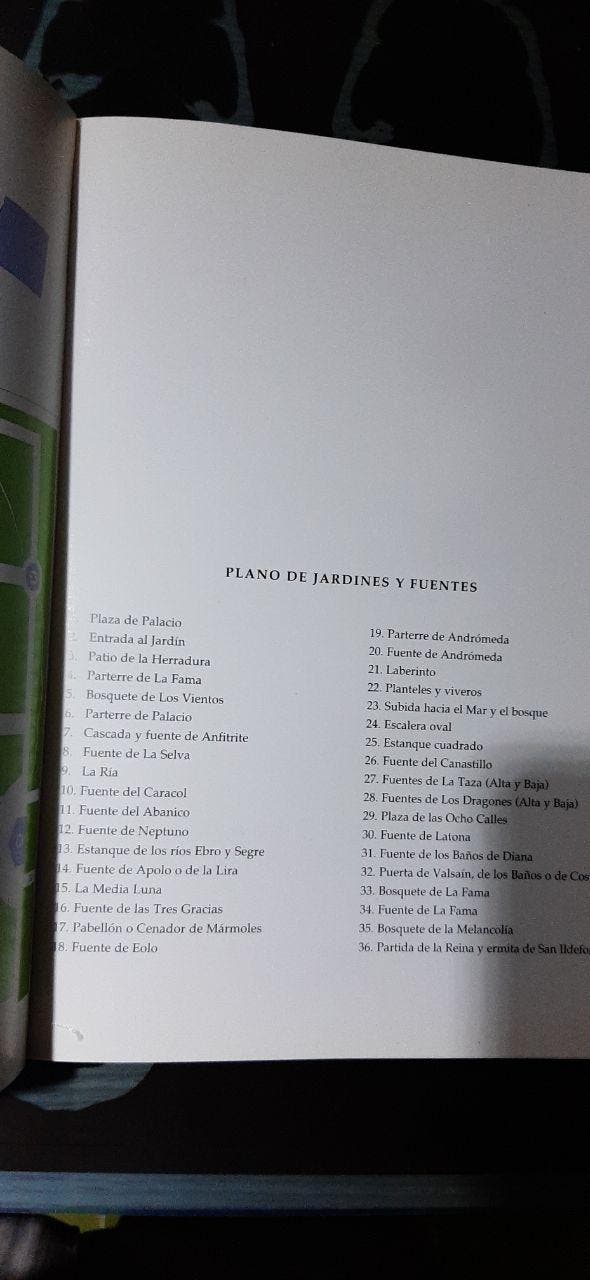 PLANO DE JARDINES Y FUENTES
Plaza de Palacio
2. Entrada al Jardín
3. Patio de la Herradura
4. Parterre de La Fama
5. Bosquete de Los Vientos
6. Parterre de Palacio
7. Cascada y fuente de Anfitrite
8. Fuente de La Selva
9. La Ría
10. Fuente del Caracol
11. Fuente del Abanico
12. Fuente de Neptuno
13. Estanque de los ríos Ebro y Segre
14. Fuente de Apolo o de la Lira
15. La Media Luna
16. Fuente de las Tres Gracias
17. Pabellón o Cenador de Mármoles
18. Fuente de Eolo
19. Parterre de Andrómeda
20. Fuente de Andrómeda
21. Laberinto
22. Planteles y viveros
23. Subida hacia el Mar y el bosque
24. Escalera oval
25. Estanque cuadrado
26. Fuente del Canastillo
27. Fuentes de La Taza (Alta y Baja)
28. Fuentes de Los Dragones (Alta y Baja)
29. Plaza de las Ocho Calles
30. Fuente de Latona
31. Fuente de los Baños de Diana
32. Puerta de Valsaín, de los Baños o de Cos
33. Bosquete de La Fama
34. Fuente de La Fama
35. Bosquete de la Melancolía
36. Partida de la Reina y ermita de San Ildefo